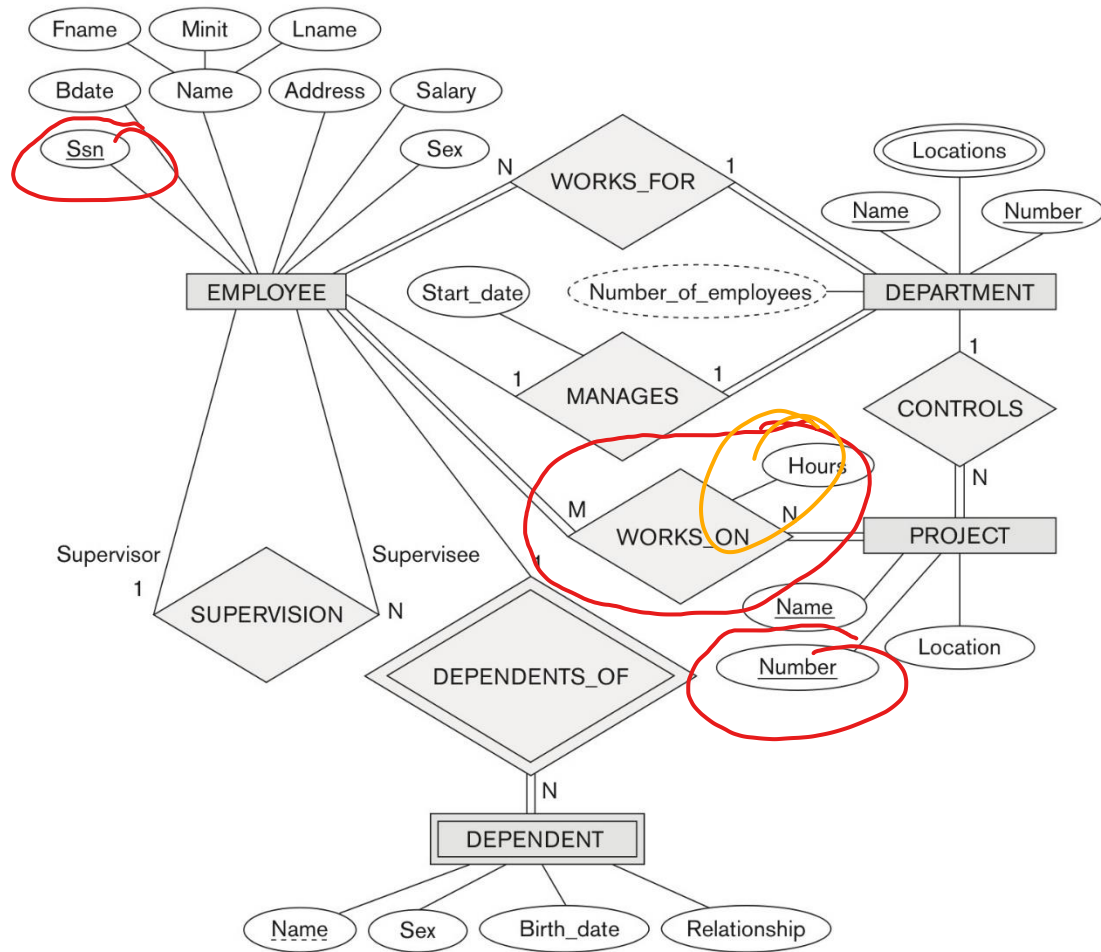 Fname Minit Lname
Bdate Name Address Salary
Ssn Sex
N WORKS_FOR 1
Locations
Name Number
EMPLOYEE Start_date Number_of_employees DEPARTMENT
1 MANAGES 1
1
CONTROLS
N
Hours
M WORKS_ON N PROJECT
Supervisor Supervisee
1 SUPERVISION N
1
Name
Number Location
DEPENDENTS_OF
N
DEPENDENT
Name Sex Birth_date Relationship